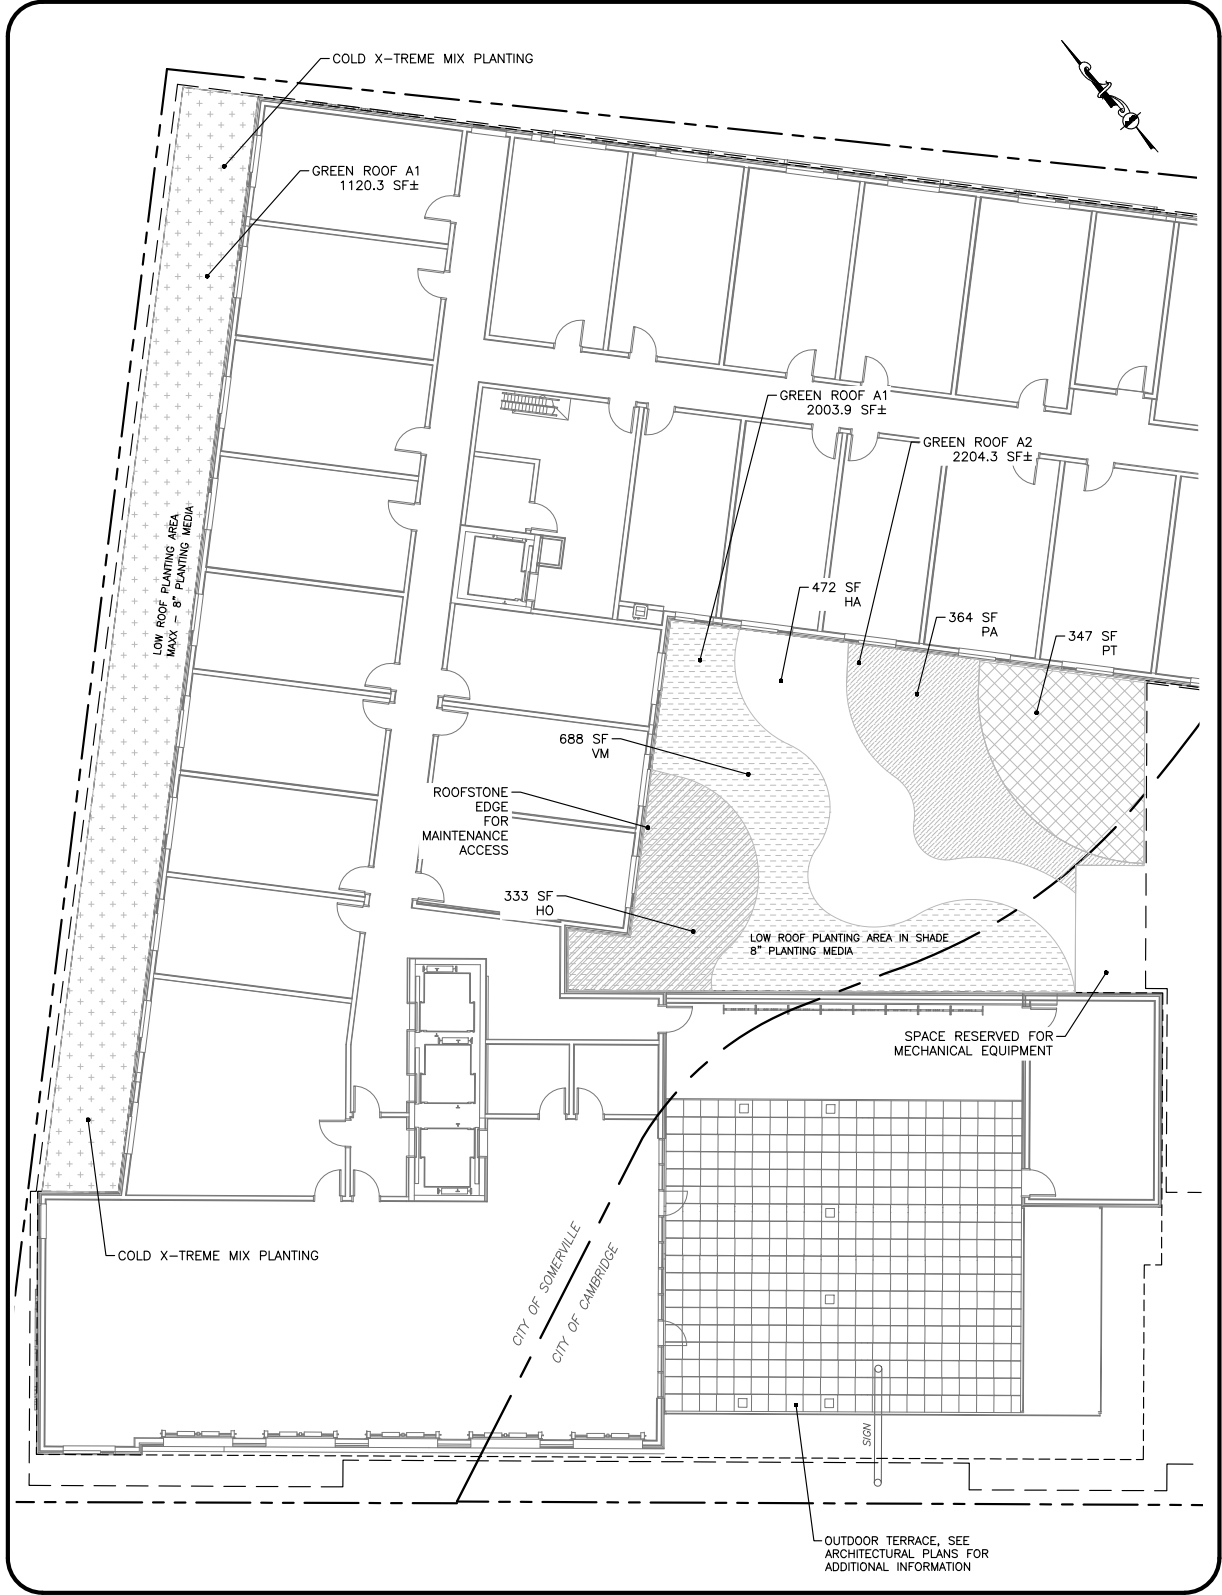 COLD X-TREME MIX PLANTING
GREEN ROOF A1
1120.3 SF±
GREEN ROOF A1
2003.9 SF±
GREEN ROOF A2
2204.3 SF±
LOW ROOF PLANTING AREA
MAXX - 8" PLANTING MEDIA
472 SF
HA
364 SF
PA
347 SF
PT
688 SF
VM
ROOFSTONE
EDGE
FOR
MAINTENANCE
ACCESS
333 SF
HO
LOW ROOF PLANTING AREA IN SHADE
8" PLANTING MEDIA
SPACE RESERVED FOR
MECHANICAL EQUIPMENT
COLD X-TREME MIX PLANTING
CITY OF SOMERVILLE
CITY OF CAMBRIDGE
SIGN
OUTDOOR TERRACE, SEE
ARCHITECTURAL PLANS FOR
ADDITIONAL INFORMATION